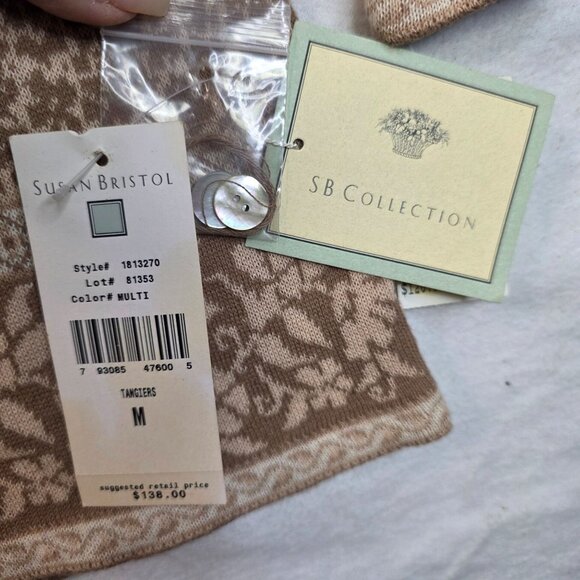 SUSAN BRISTOL
Style# 1813270
Lot# 81353
Color# MULTI
7 93085 47600 5
TANGIERS
M
suggested retail price
$138.00
SB COLLECTION